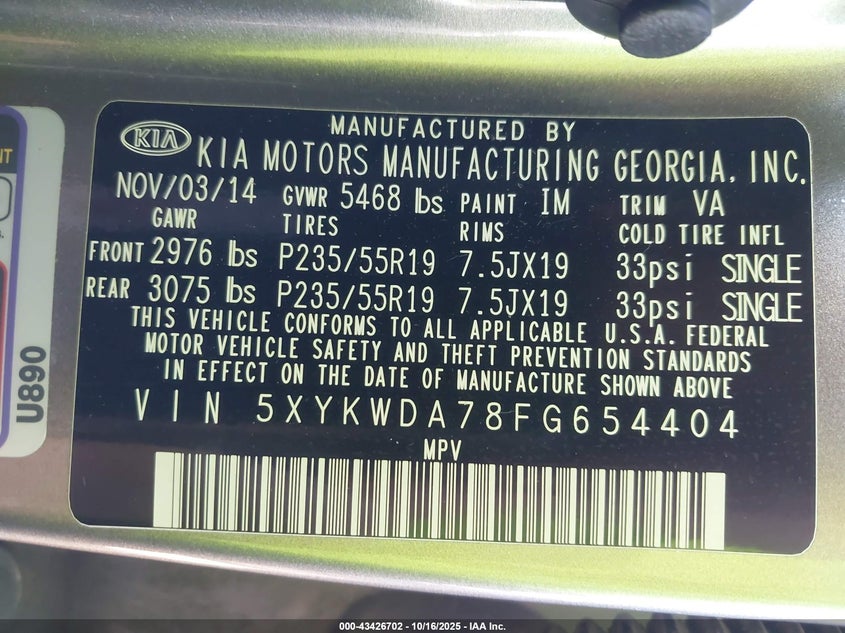 MANUFACTURED BY
KIA KIA MOTORS MANUFACTURING GEORGIA, INC.
NOV/03/14 GVWR 5468 lbs PAINT IM TRIM VA
GAWR TIRES RIMS COLD TIRE INFL
FRONT 2976 lbs P235/55R19 7.5JX19 33psi SINGLE
REAR 3075 lbs P235/55R19 7.5JX19 33psi SINGLE
THIS VEHICLE CONFORMS TO ALL APPLICABLE U.S.A. FEDERAL
MOTOR VEHICLE SAFETY AND THEFT PREVENTION STANDARDS
IN EFFECT ON THE DATE OF MANUFACTURE SHOWN ABOVE
VIN 5XYKWDA78FG654404
MPV
U890
000-43426702 - 10/16/2025 - IAA Inc.